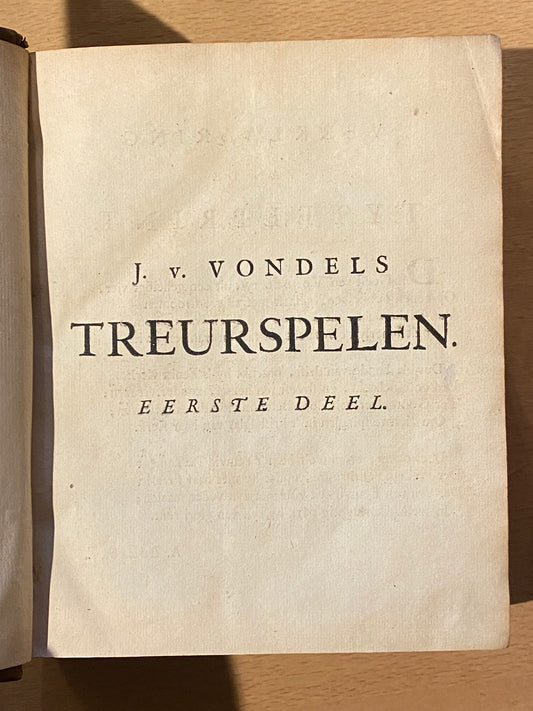 J. v. VONDELS
TREURSPELEN.
EERSTE DEEL.